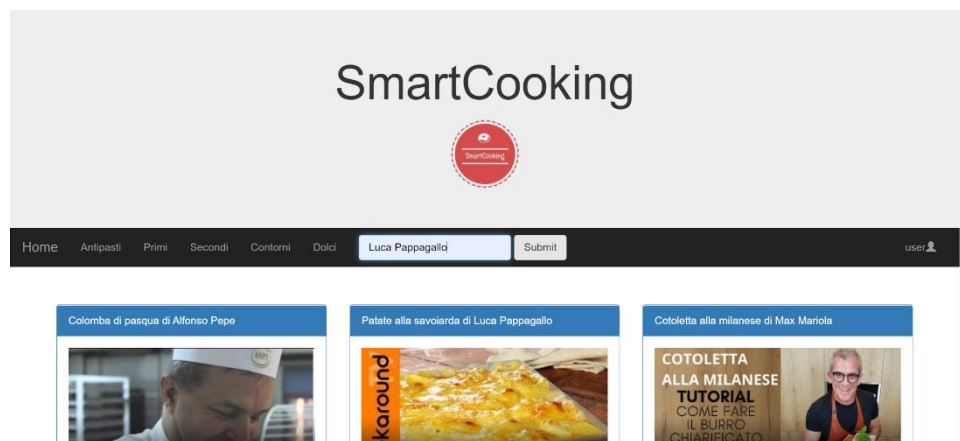 SmartCooking
SmartCooking
Home Antipasti Primi Secondi Contorni Dolci Luca Pappagallo Submit user
Colomba di pasqua di Alfonso Pepe
Patate alla savoiarda di Luca Pappagallo
Cotoletta alla milanese di Max Mariola
karound
COTOLETTA
ALLA MILANESE
TUTORIAL
COME FARE
IL BURRO
CHIARIFICATO